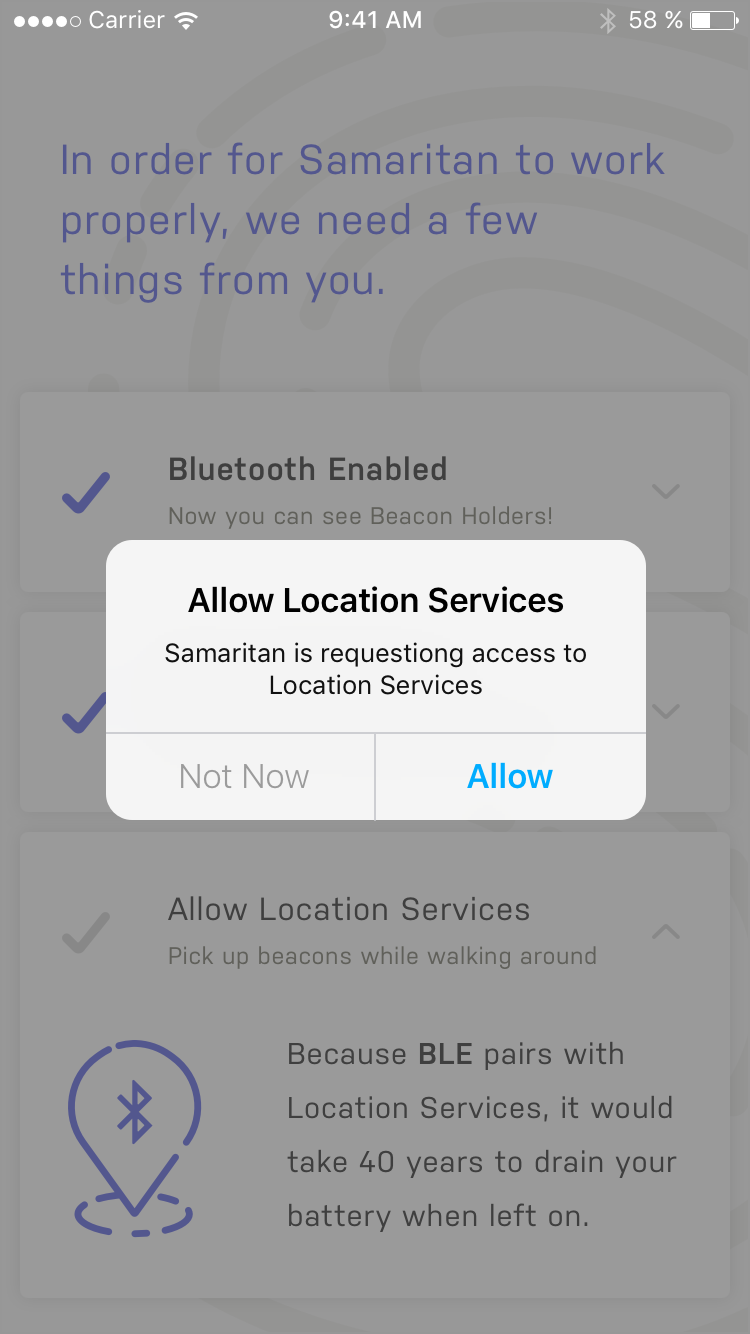 Carrier 9:41 AM 58 %
In order for Samaritan to work
properly, we need a few
things from you.
Bluetooth Enabled
Now you can see Beacon Holders!
Allow Location Services
Samaritan is requestiong access to
Location Services
Not Now Allow
Allow Location Services
Pick up beacons while walking around
Because BLE pairs with
Location Services, it would
take 40 years to drain your
battery when left on.